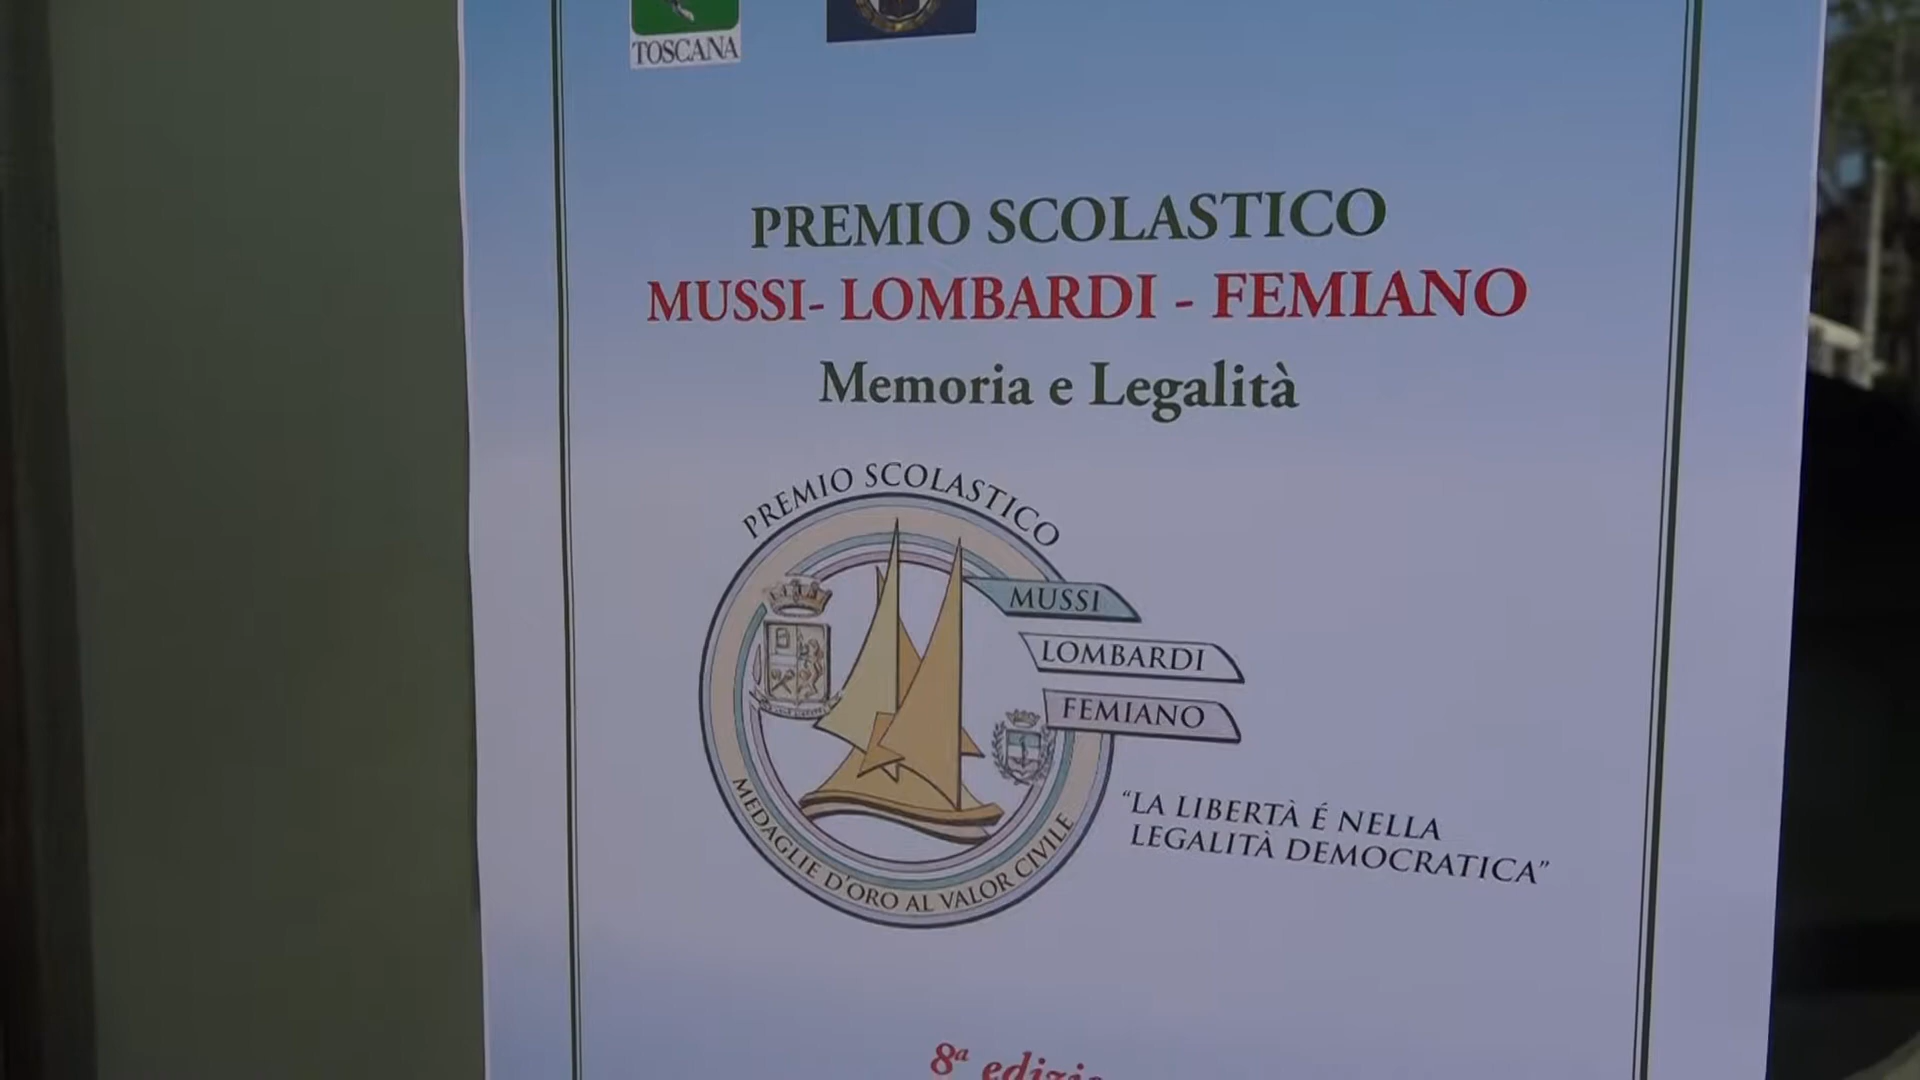 TOSCANA
PREMIO SCOLASTICO
MUSSI- LOMBARDI - FEMIANO
Memoria e Legalità
PREMIO SCOLASTICO
MUSSI
LOMBARDI
FEMIANO
MEDAGLIE D'ORO AL VALOR CIVILE
"LA LIBERTÀ É NELLA
LEGALITÀ DEMOCRATICA"
8ª